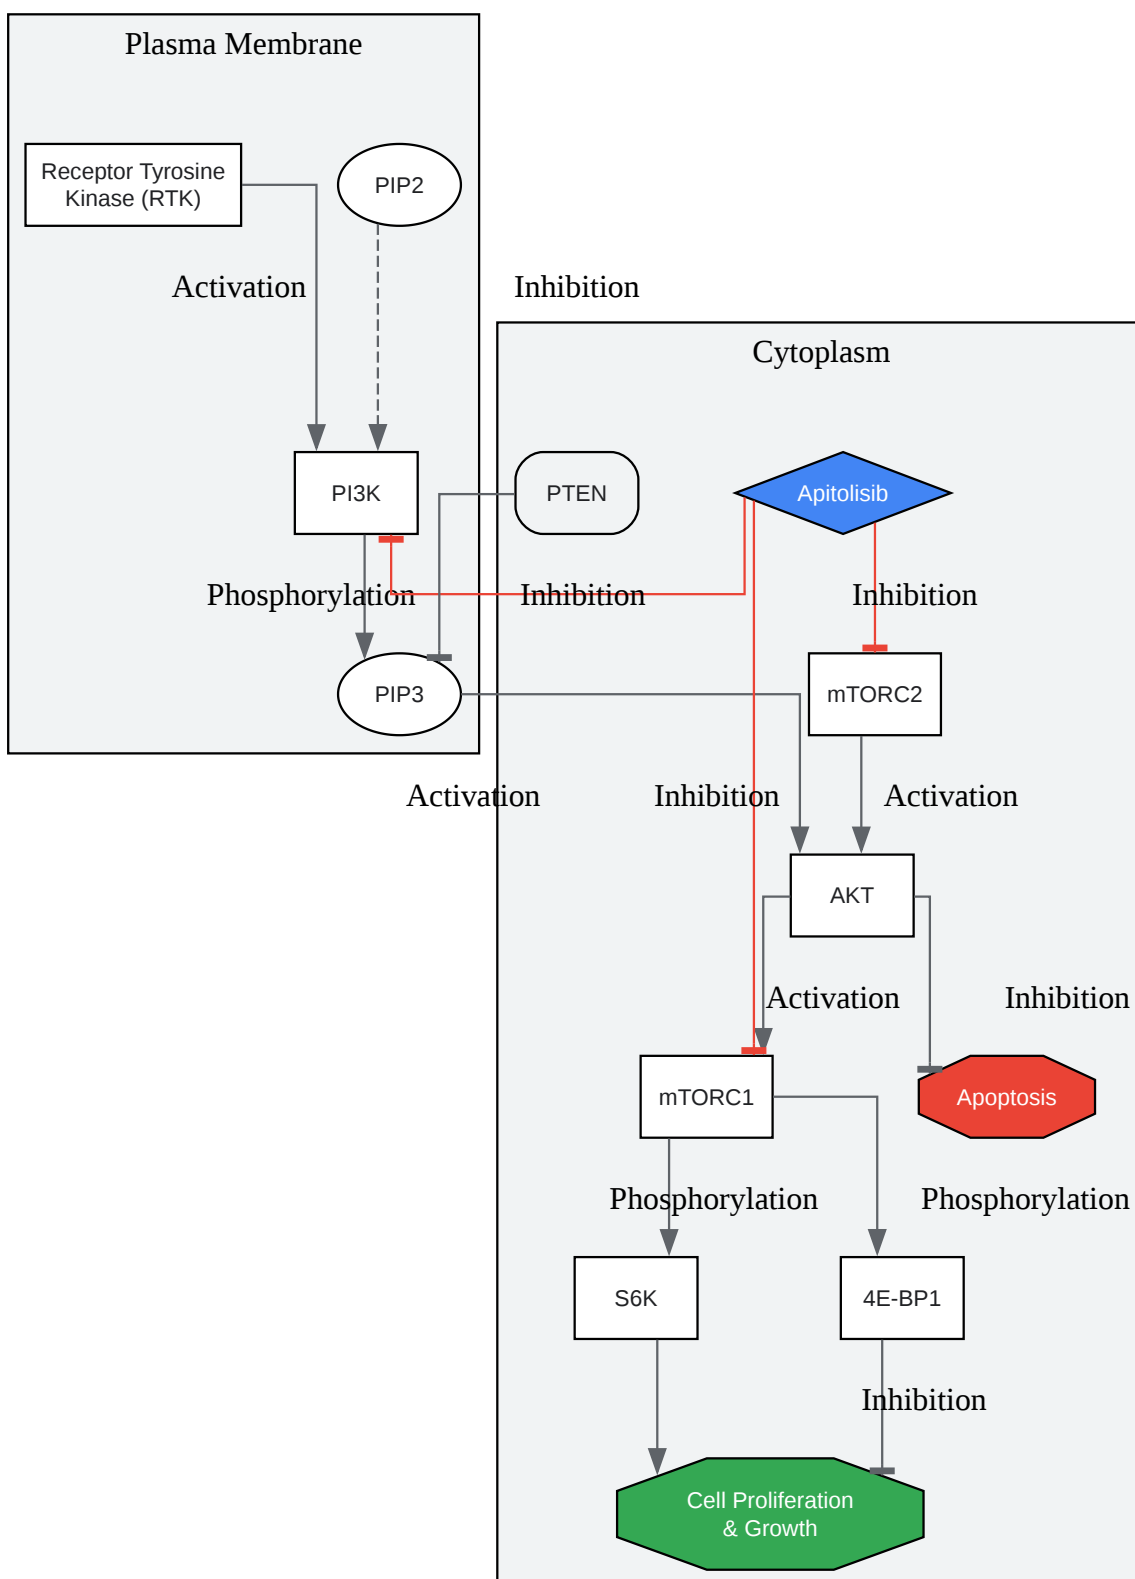 Plasma Membrane
Receptor Tyrosine
Kinase (RTK)
PIP2
Activation
Inhibition
Cytoplasm
PI3K
PTEN
Apitolisib
Phosphorylation
Inhibition
Inhibition
PIP3
mTORC2
Activation
Inhibition
Activation
AKT
Activation
Inhibition
mTORC1
Apoptosis
Phosphorylation
Phosphorylation
S6K
4E-BP1
Inhibition
Cell Proliferation
& Growth